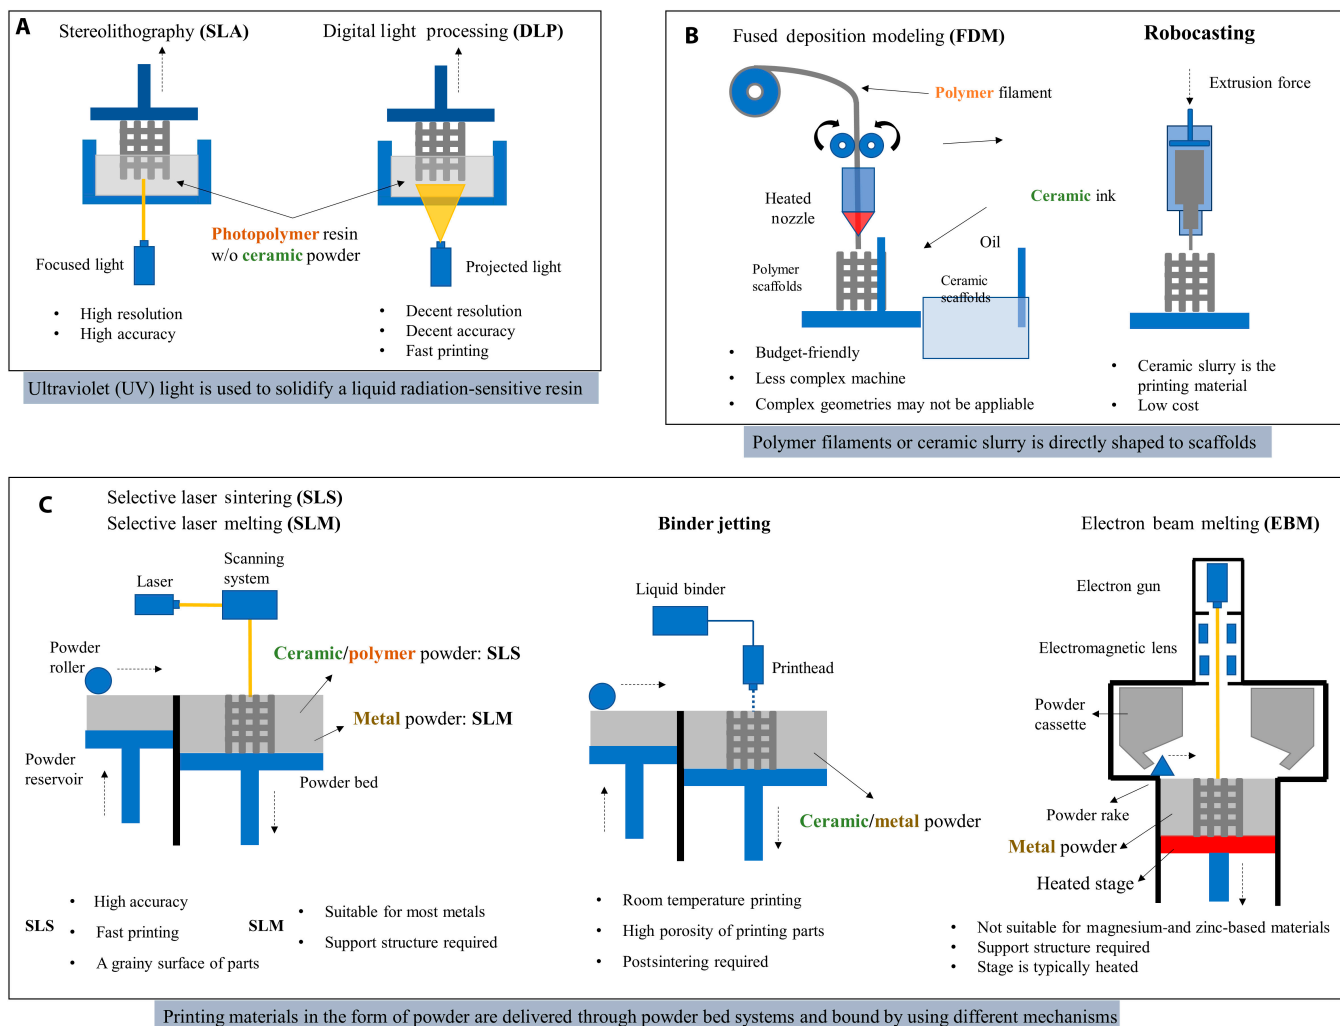 A
Stereolithography (SLA)
Digital light processing (DLP)
Photopolymer resin
w/o ceramic powder
Focused light
Projected light
• High resolution
• High accuracy
• Decent resolution
• Decent accuracy
• Fast printing
Ultraviolet (UV) light is used to solidify a liquid radiation-sensitive resin
B
Fused deposition modeling (FDM)
Robocasting
Polymer filament
Extrusion force
Heated
nozzle
Ceramic ink
Oil
Polymer
scaffolds
Ceramic
scaffolds
• Budget-friendly
• Less complex machine
• Complex geometries may not be appliable
• Ceramic slurry is the
printing material
• Low cost
Polymer filaments or ceramic slurry is directly shaped to scaffolds
C
Selective laser sintering (SLS)
Selective laser melting (SLM)
Laser
Scanning
system
Powder
roller
Ceramic/polymer powder: SLS
Metal powder: SLM
Powder
reservoir
Powder bed
SLS
• High accuracy
• Fast printing
• A grainy surface of parts
SLM
• Suitable for most metals
• Support structure required
Binder jetting
Liquid binder
Printhead
Ceramic/metal powder
• Room temperature printing
• High porosity of printing parts
• Postsintering required
Electron beam melting (EBM)
Electron gun
Electromagnetic lens
Powder
cassette
Powder rake
Metal powder
Heated stage
• Not suitable for magnesium-and zinc-based materials
• Support structure required
• Stage is typically heated
Printing materials in the form of powder are delivered through powder bed systems and bound by using different mechanisms